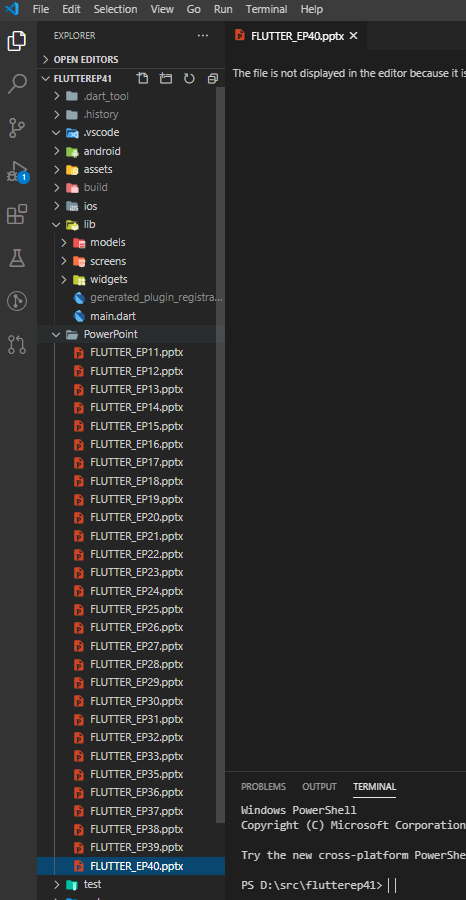 File Edit Selection View Go Run Terminal Help
EXPLORER
FLUTTER_EP40.pptx
OPEN EDITORS
The file is not displayed in the editor because it is
FLUTTEREP41
.dart_tool
.history
.vscode
android
assets
build
1
ios
lib
models
screens
widgets
generated_plugin_registra...
main.dart
PowerPoint
FLUTTER_EP11.pptx
FLUTTER_EP12.pptx
FLUTTER_EP13.pptx
FLUTTER_EP14.pptx
FLUTTER_EP15.pptx
FLUTTER_EP16.pptx
FLUTTER_EP17.pptx
FLUTTER_EP18.pptx
FLUTTER_EP19.pptx
FLUTTER_EP20.pptx
FLUTTER_EP21.pptx
FLUTTER_EP22.pptx
FLUTTER_EP23.pptx
FLUTTER_EP24.pptx
FLUTTER_EP25.pptx
FLUTTER_EP26.pptx
FLUTTER_EP27.pptx
FLUTTER_EP28.pptx
FLUTTER_EP29.pptx
FLUTTER_EP30.pptx
FLUTTER_EP31.pptx
FLUTTER_EP32.pptx
FLUTTER_EP33.pptx
FLUTTER_EP35.pptx
FLUTTER_EP36.pptx
FLUTTER_EP37.pptx
FLUTTER_EP38.pptx
FLUTTER_EP39.pptx
FLUTTER_EP40.pptx
test
PROBLEMS OUTPUT TERMINAL
Windows PowerShell
Copyright (C) Microsoft Corporation
Try the new cross-platform PowerShe
PS D:\src\flutterep41>